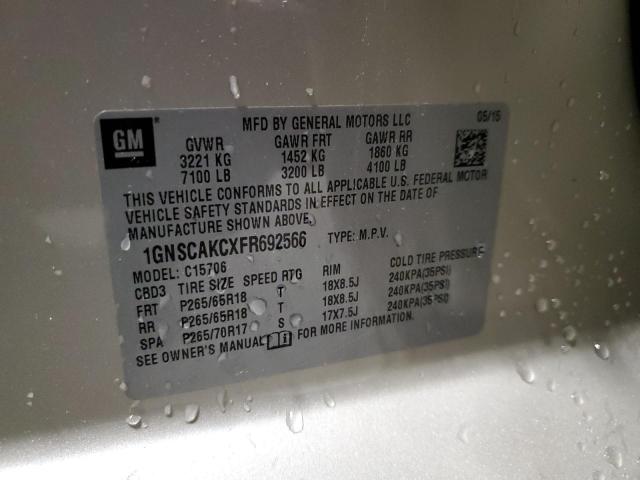 GM
MFD BY GENERAL MOTORS LLC 05/15
GVWR GAWR FRT GAWR RR
3221 KG 1452 KG 1860 KG
7100 LB 3200 LB 4100 LB
THIS VEHICLE CONFORMS TO ALL APPLICABLE U.S. FEDERAL MOTOR
VEHICLE SAFETY STANDARDS IN EFFECT ON THE DATE OF
MANUFACTURE SHOWN ABOVE.
1GNSCAKCXFR692566 TYPE: M.P.V.
MODEL: C15706
CBD3 TIRE SIZE SPEED RTG RIM COLD TIRE PRESSURE
FRT P265/65R18 T 18X8.5J 240KPA(35PSI)
RR P265/65R18 T 18X8.5J 240KPA(35PSI)
SPA P265/70R17 S 17X7.5J 240KPA(35PSI)
SEE OWNER'S MANUAL FOR MORE INFORMATION.